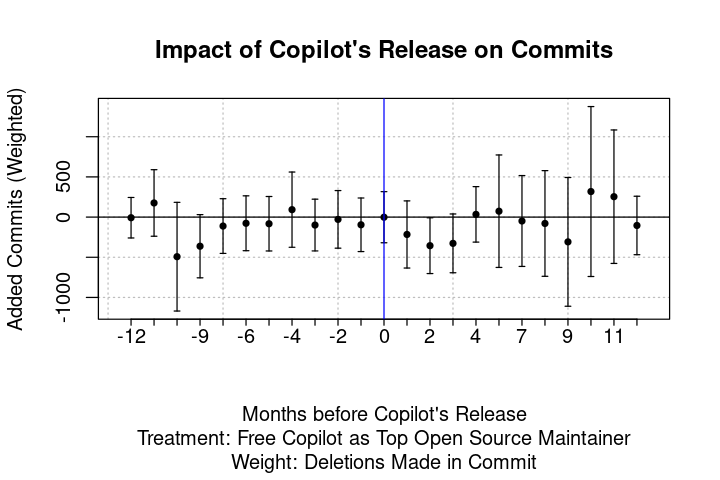 Impact of Copilot's Release on Commits
Added Commits (Weighted)
500
0
-1000
-12 -9 -6 -4 -2 0 2 4 7 9 11
Months before Copilot's Release
Treatment: Free Copilot as Top Open Source Maintainer
Weight: Deletions Made in Commit